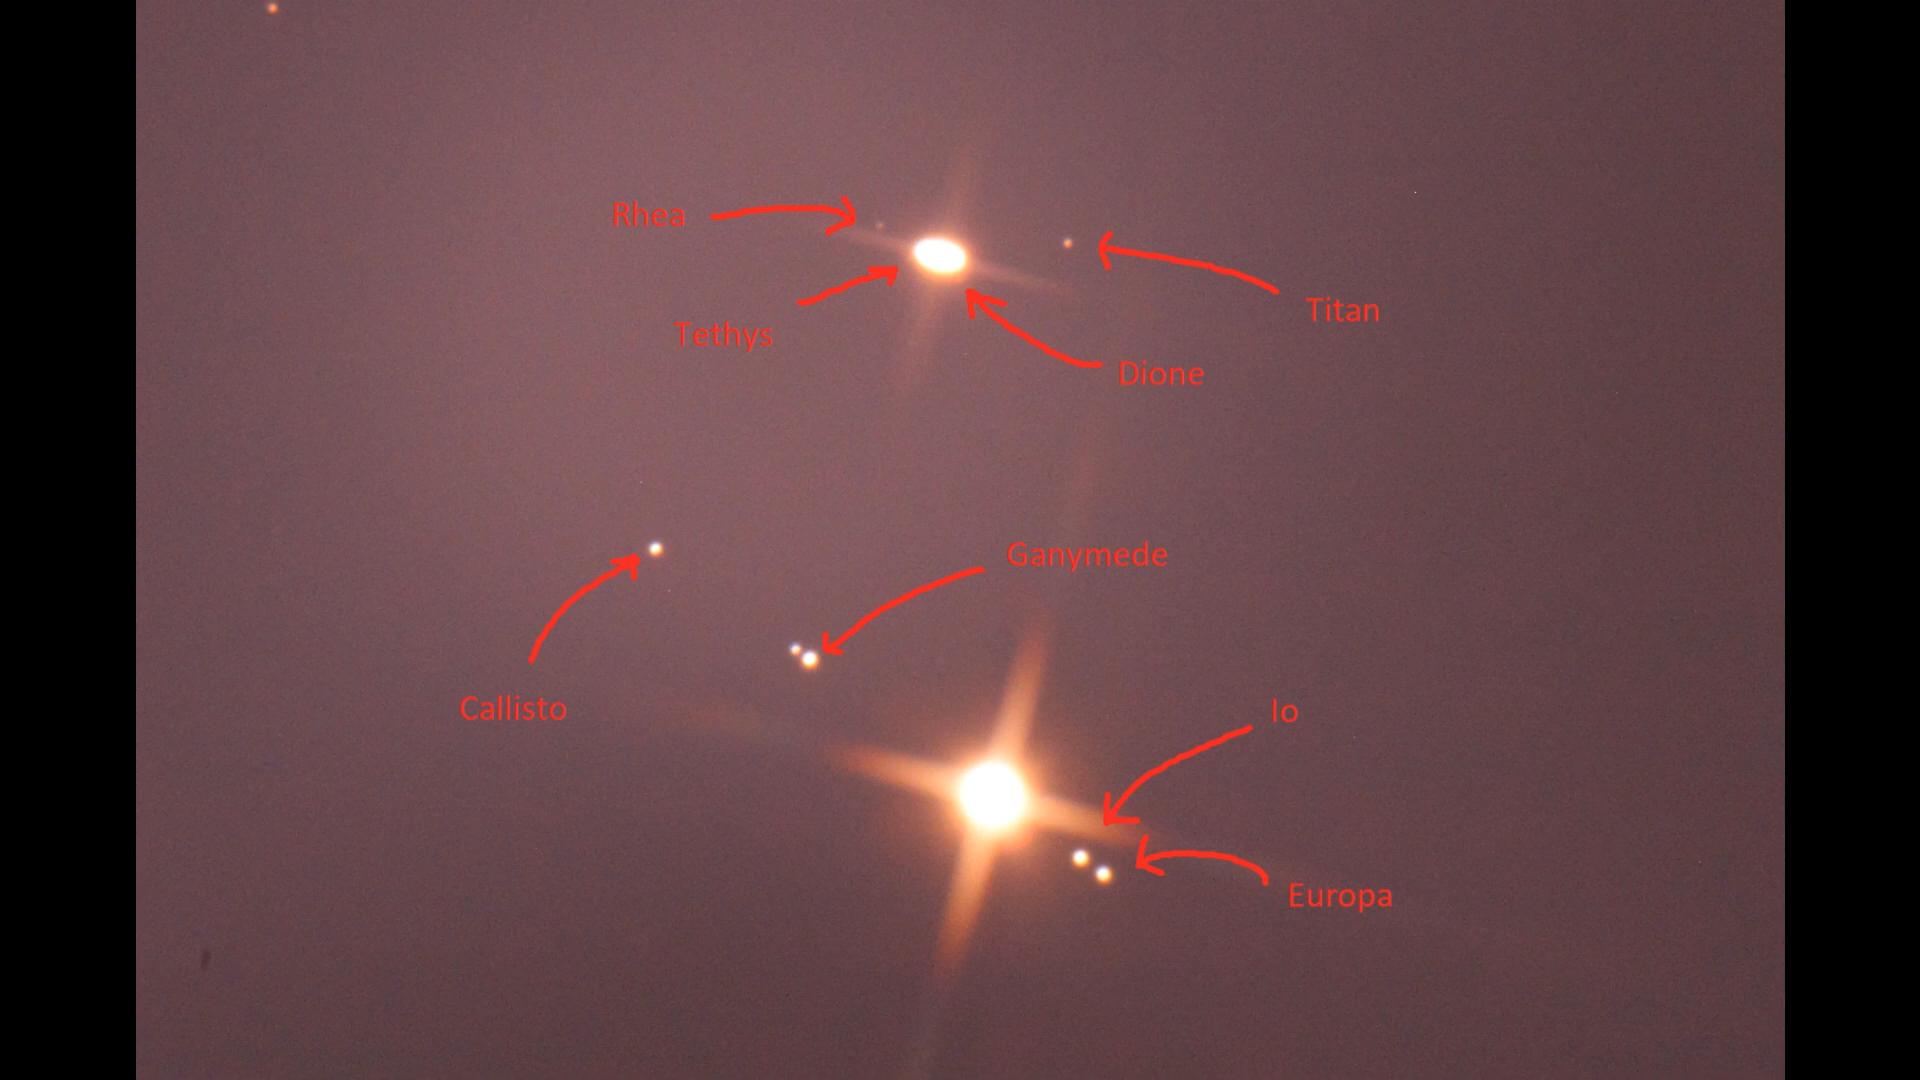 Rhea
Tethys
Titan
Dione
Ganymede
Callisto
Io
Europa